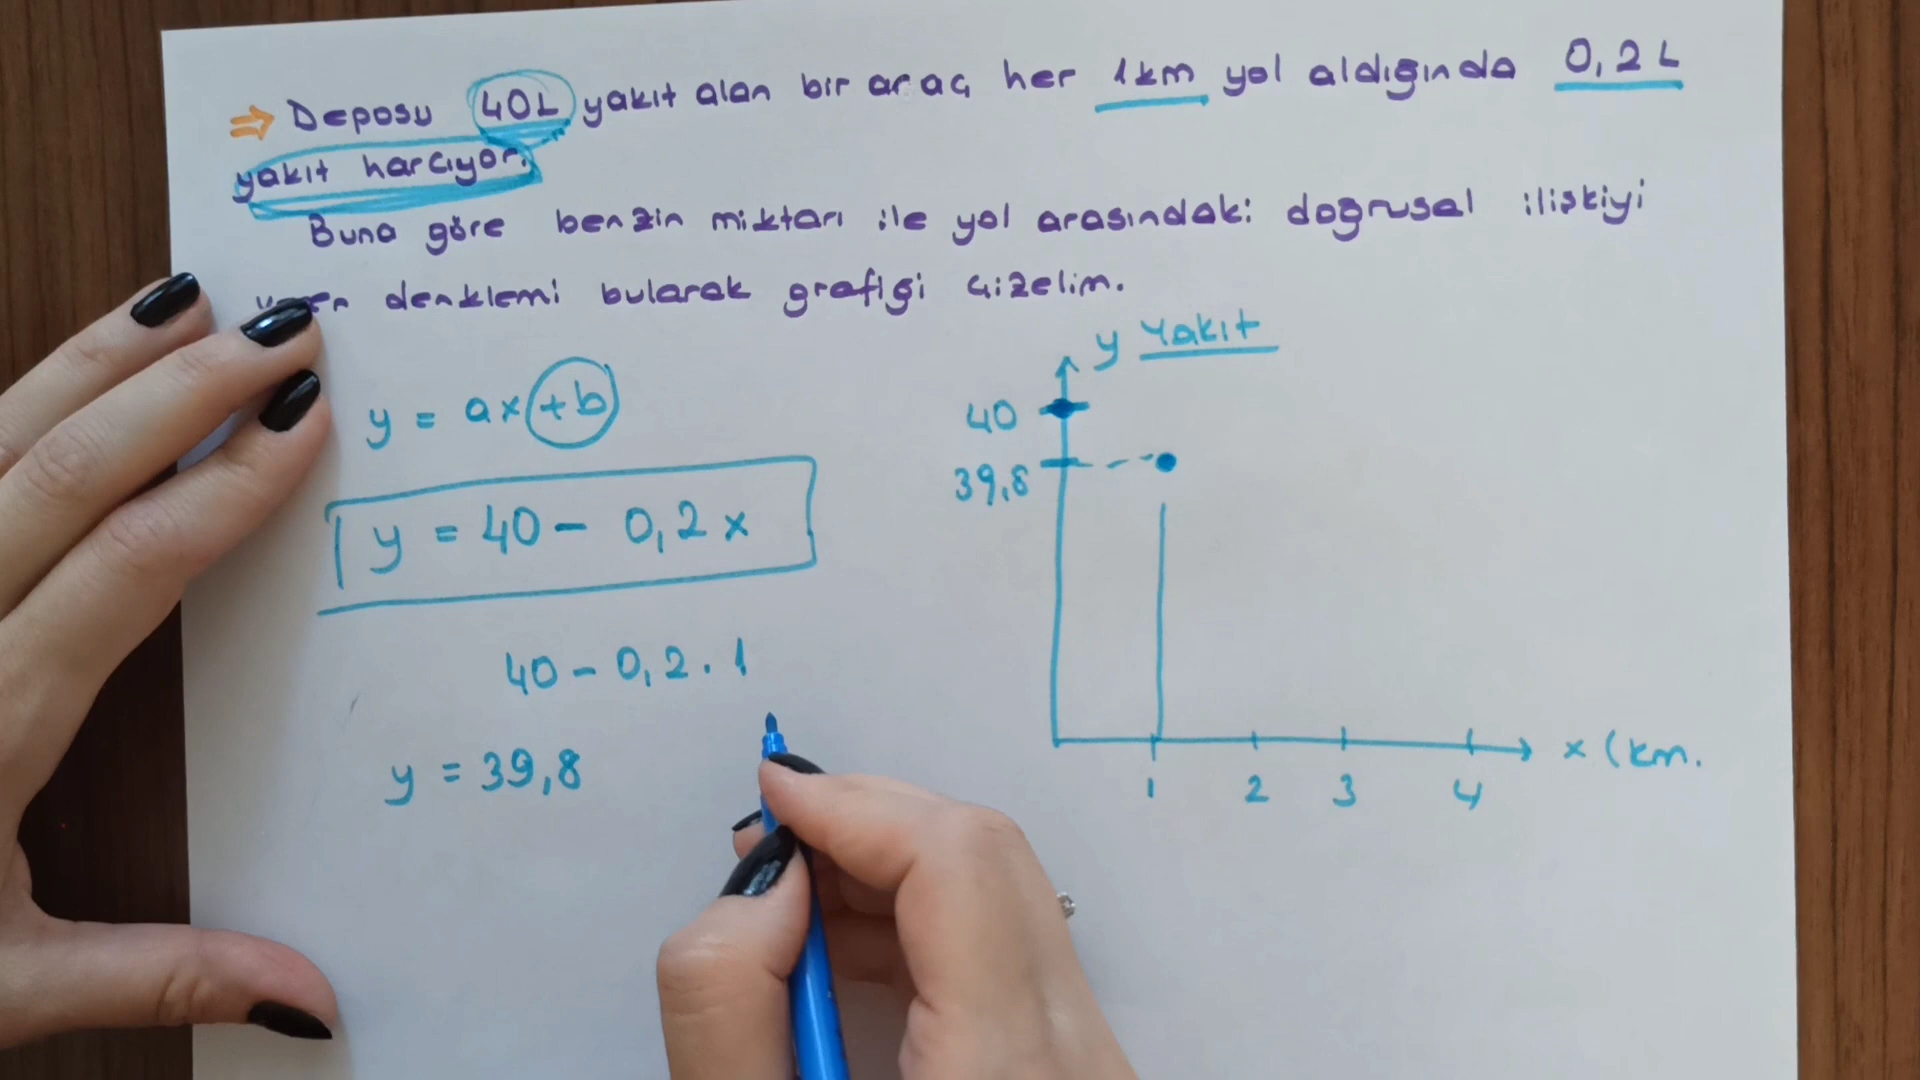 ⇒ Deposu 40L yakıt alan bir araç her 1km yol aldığında 0,2 L
yakıt harcıyor.
Buna göre benzin miktarı ile yol arasındaki doğrusal ilişkiyi
denklemi bularak grafiği çizelim.
y = ax + b
y = 40 - 0,2 x
40 - 0,2 . 1
y = 39,8
y Yakıt
40
39,8
x (km.
1 2 3 4